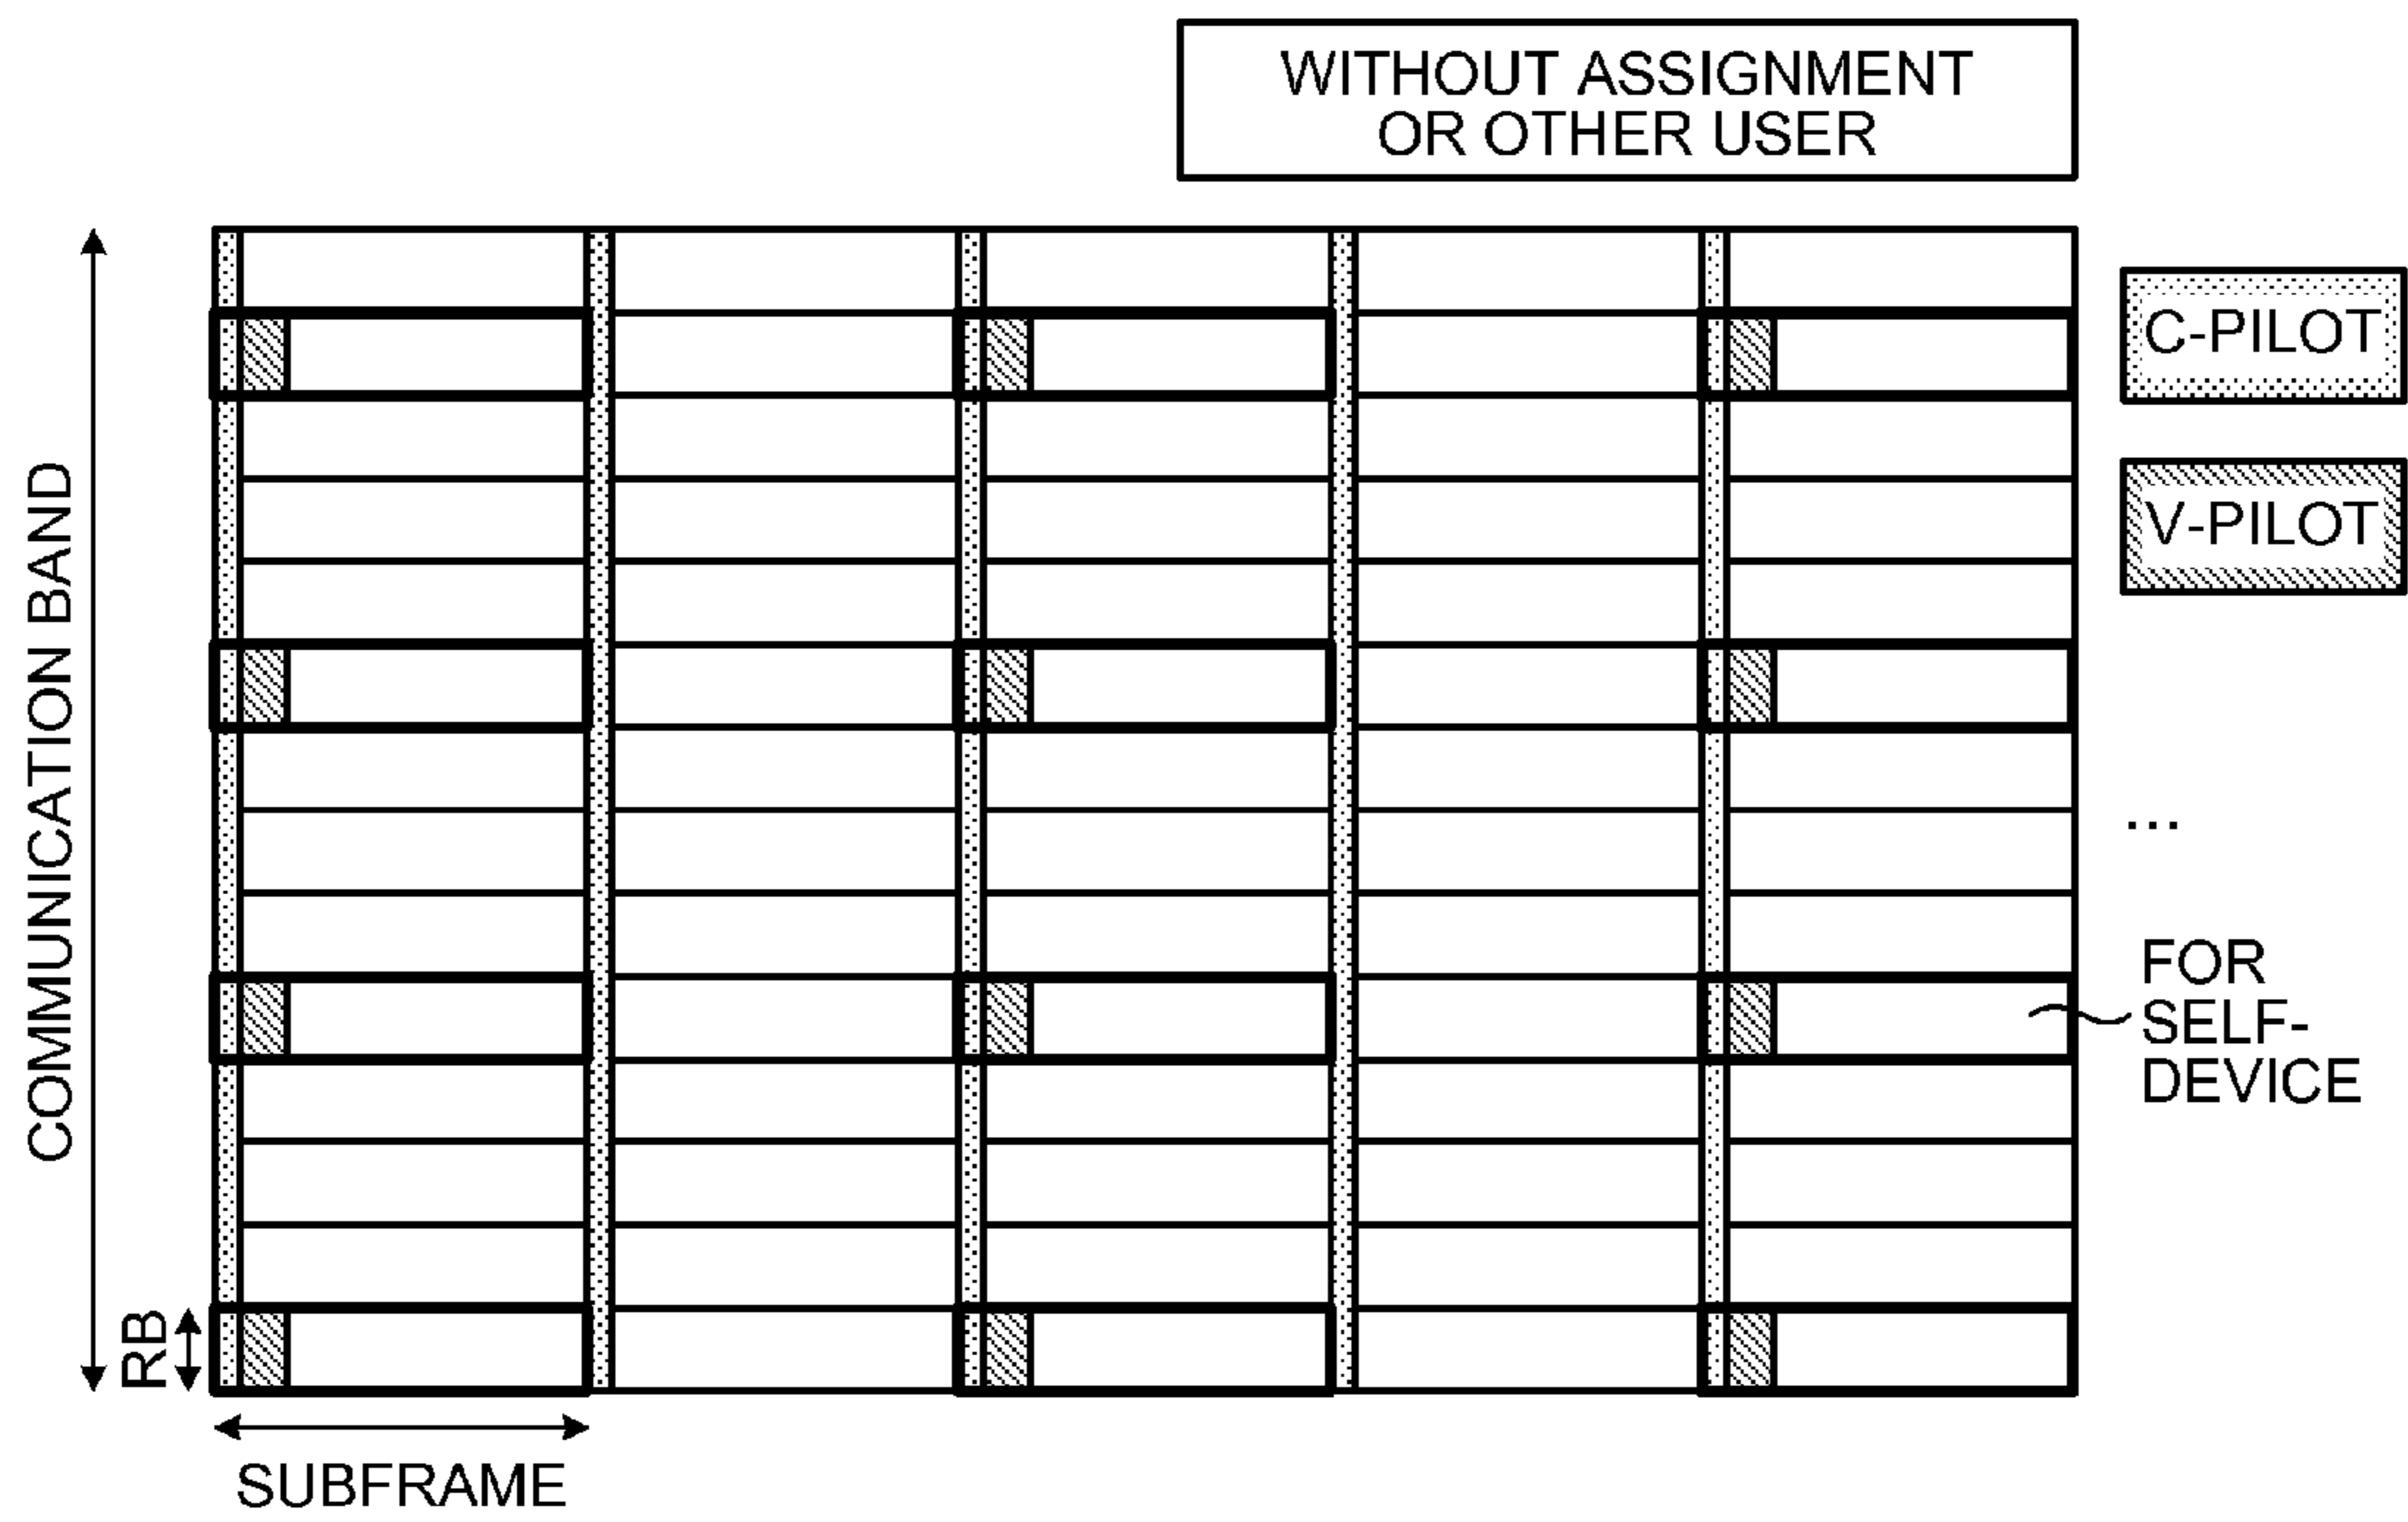 WITHOUT ASSIGNMENT
OR OTHER USER
C-PILOT
V-PILOT
COMMUNICATION BAND
...
FOR
SELF-
DEVICE
RB
SUBFRAME